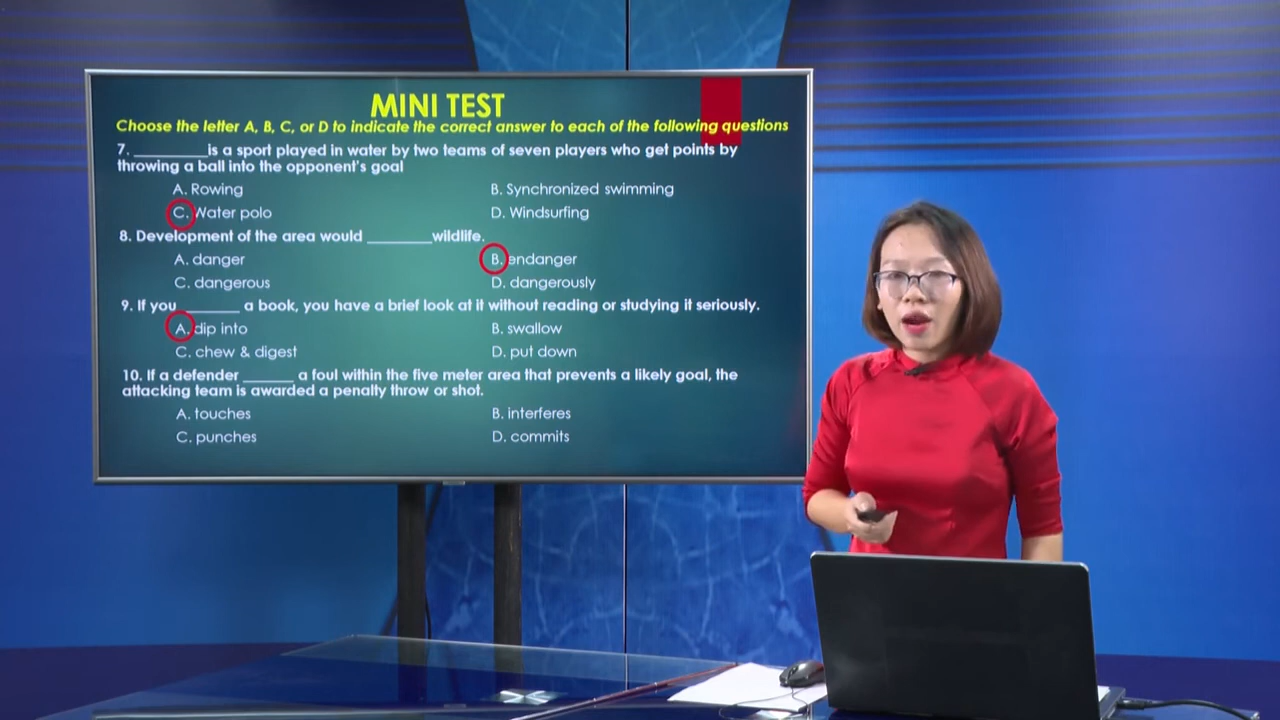 MINI TEST
Choose the letter A, B, C, or D to indicate the correct answer to each of the following questions
7. _________is a sport played in water by two teams of seven players who get points by
throwing a ball into the opponent's goal
A. Rowing B. Synchronized swimming
C. Water polo D. Windsurfing
8. Development of the area would ________wildlife.
A. danger B. endanger
C. dangerous D. dangerously
9. If you _______ a book, you have a brief look at it without reading or studying it seriously.
A. dip into B. swallow
C. chew & digest D. put down
10. If a defender ______ a foul within the five meter area that prevents a likely goal, the
attacking team is awarded a penalty throw or shot.
A. touches B. interferes
C. punches D. commits